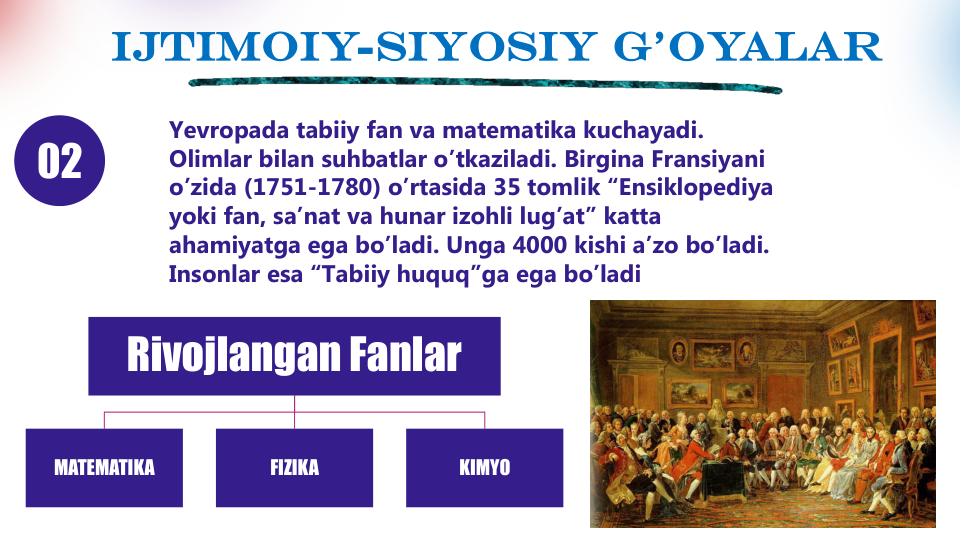 IJTIMOIY-SIYOSIY G’OYALAR
02
Yevropada tabiiy fan va matematika kuchayadi.
Olimlar bilan suhbatlar o’tkaziladi. Birgina Fransiyani
o’zida (1751-1780) o’rtasida 35 tomlik “Ensiklopediya
yoki fan, sa’nat va hunar izohli lug’at” katta
ahamiyatga ega bo’ladi. Unga 4000 kishi a’zo bo’ladi.
Insonlar esa “Tabiiy huquq”ga ega bo’ladi
Rivojlangan Fanlar
MATEMATIKA
FIZIKA
KIMYO